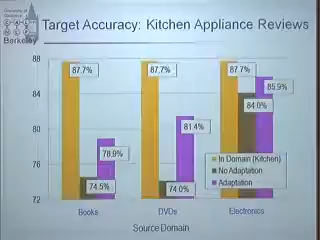 Berkeley
Target Accuracy: Kitchen Appliance Reviews
88
84
80
76
72
87.7%
87.7%
87.7%
74.5%
78.9%
74.0%
81.4%
84.0%
85.9%
In Domain (Kitchen)
No Adaptation
Adaptation
Books
DVDs
Electronics
Source Domain